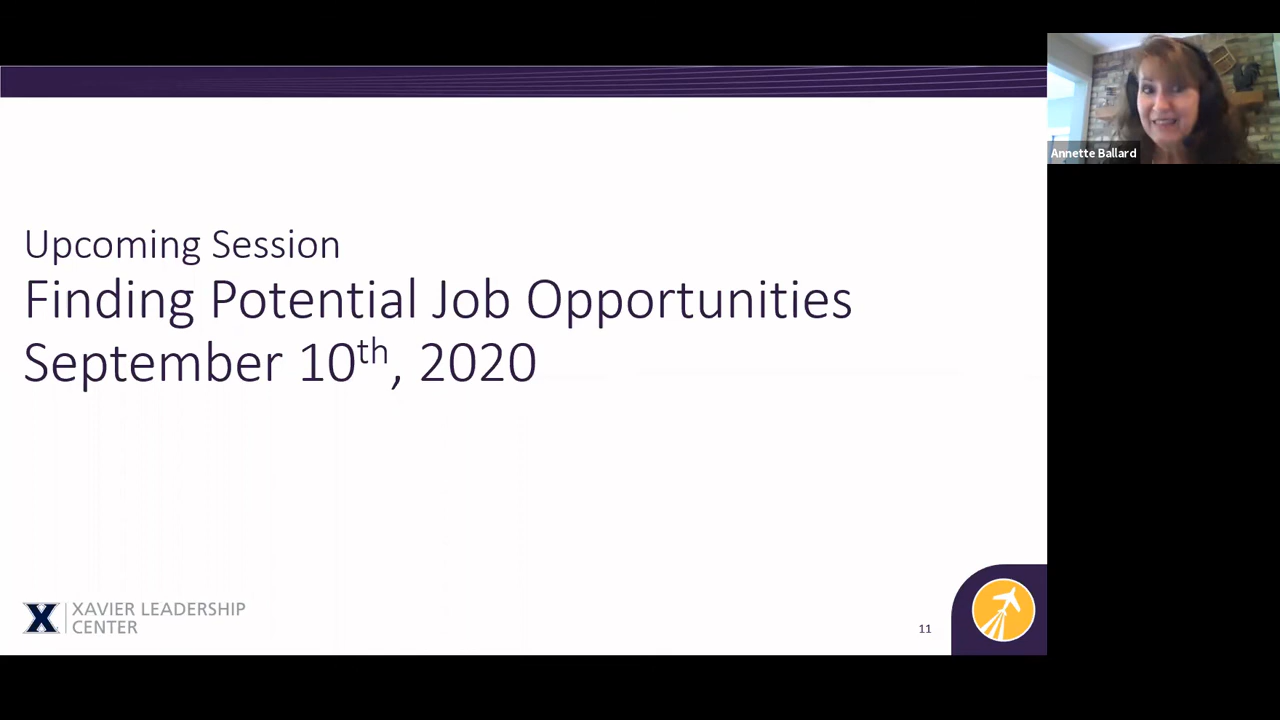 Annette Ballard
Upcoming Session
Finding Potential Job Opportunities
September 10th, 2020
X
XAVIER LEADERSHIP
CENTER
11